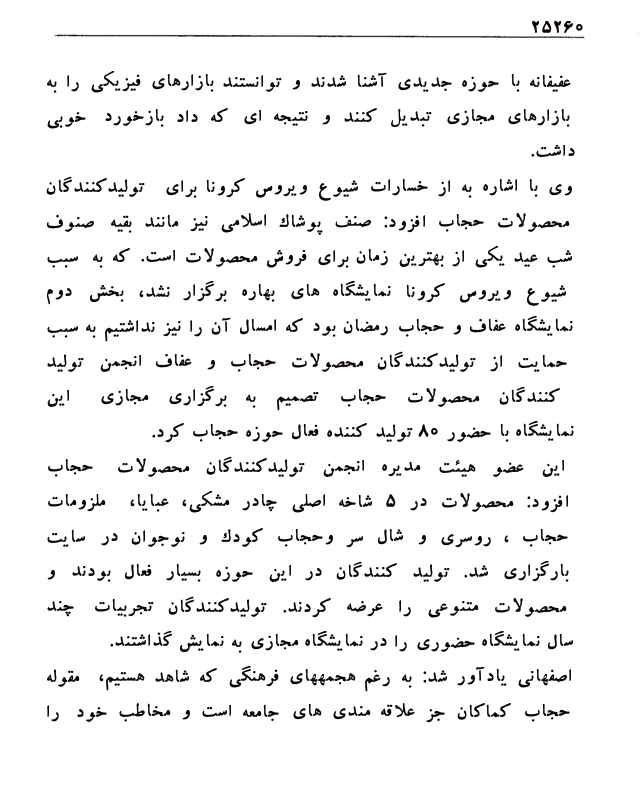 ۲۵۲۶۰
عفیفانه با حوزه جدیدی آشنا شدند و توانستند بازارهای فیزیکی را به
بازارهای مجازی تبدیل کنند و نتیجه ای که داد بازخورد خوبی
داشت.
وی با اشاره به از خسارات شیوع ویروس کرونا برای تولیدکنندگان
محصولات حجاب افزود: صنف پوشاك اسلامی نیز مانند بقیه صنوف
شب عید یکی از بهترین زمان برای فروش محصولات است. که به سبب
شیوع ویروس کرونا نمایشگاه های بهاره برگزار نشد، بخش دوم
نمایشگاه عفاف و حجاب رمضان بود که امسال آن را نیز نداشتیم به سبب
حمایت از تولیدکنندگان محصولات حجاب و عفاف انجمن تولید
کنندگان محصولات حجاب تصمیم به برگزاری مجازی این
نمایشگاه با حضور ۸۰ تولید کننده فعال حوزه حجاب کرد.
این عضو هیئت مدیره انجمن تولیدکنندگان محصولات حجاب
افزود: محصولات در ۵ شاخه اصلی چادر مشکی، عبایا، ملزومات
حجاب ، روسری و شال سر وحجاب کودك و نوجوان در سایت
بارگزاری شد. تولید کنندگان در این حوزه بسیار فعال بودند و
محصولات متنوعی را عرضه کردند. تولیدکنندگان تجربیات چند
سال نمایشگاه حضوری را در نمایشگاه مجازی به نمایش گذاشتند.
اصفهانی یادآور شد: به رغم هجمههای فرهنگی که شاهد هستیم، مقوله
حجاب کماکان جز علاقه مندی های جامعه است و مخاطب خود را